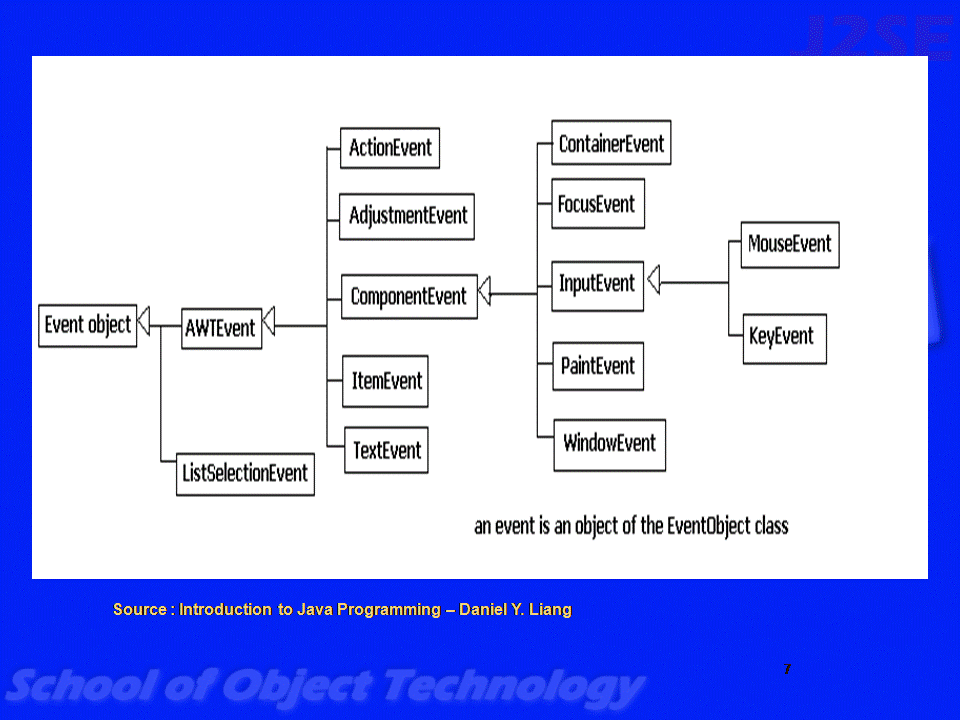 J2SE
ActionEvent
AdjustmentEvent
ComponentEvent
ItemEvent
TextEvent
ContainerEvent
FocusEvent
InputEvent
PaintEvent
WindowEvent
MouseEvent
KeyEvent
Event object
AWTEvent
ListSelectionEvent
an event is an object of the EventObject class
Source : Introduction to Java Programming – Daniel Y. Liang
7
School of Object Technology